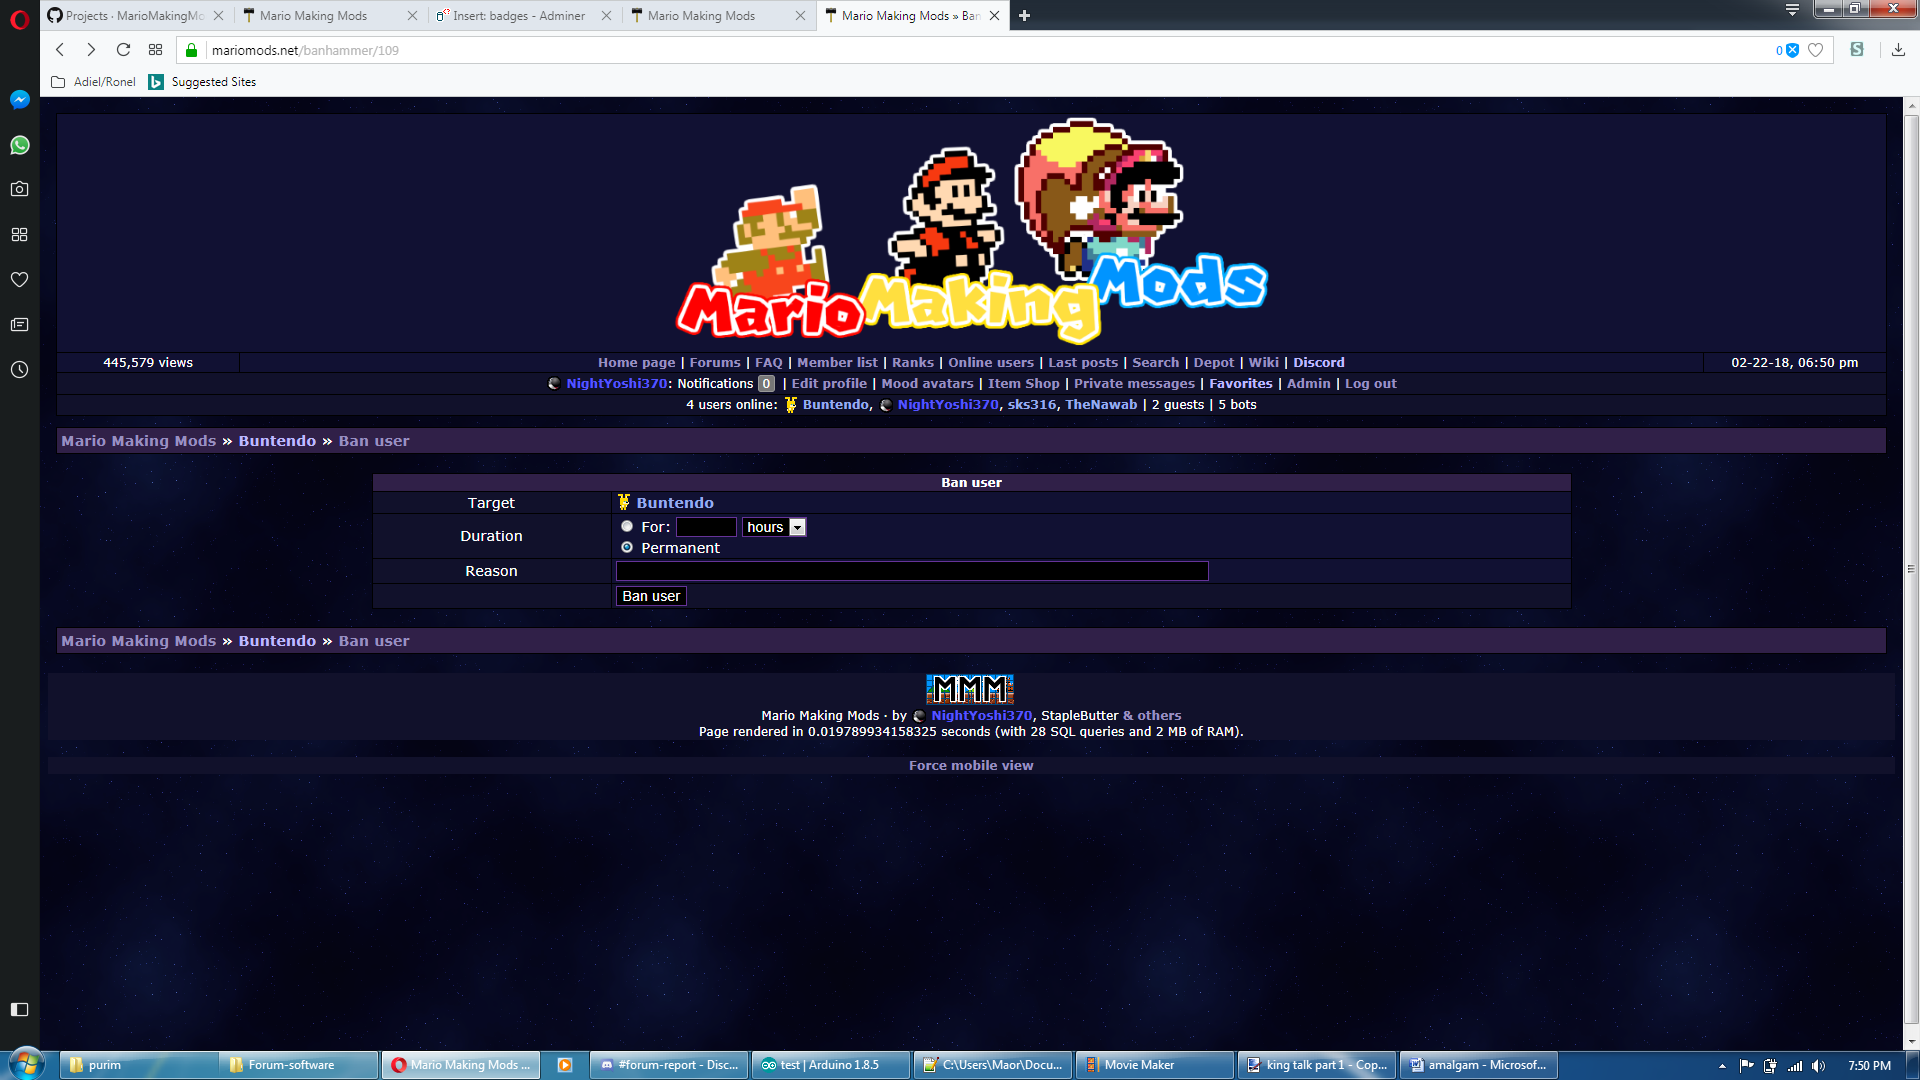 Projects · MarioMakingMo
Mario Making Mods
Insert: badges - Adminer
Mario Making Mods
Mario Making Mods » Ban
mariomods.net/banhammer/109
0
Adiel/Ronel
Suggested Sites
Mario Making Mods
445,579 views
Home page | Forums | FAQ | Member list | Ranks | Online users | Last posts | Search | Depot | Wiki | Discord
02-22-18, 06:50 pm
NightYoshi370: Notifications 0 | Edit profile | Mood avatars | Item Shop | Private messages | Favorites | Admin | Log out
4 users online: Buntendo, NightYoshi370, sks316, TheNawab | 2 guests | 5 bots
Mario Making Mods » Buntendo » Ban user
Ban user
Target
Buntendo
Duration
For: hours
Permanent
Reason
Ban user
Mario Making Mods » Buntendo » Ban user
MMM
Mario Making Mods · by NightYoshi370, StapleButter & others
Page rendered in 0.019789934158325 seconds (with 28 SQL queries and 2 MB of RAM).
Force mobile view
purim
Forum-software
Mario Making Mods ...
#forum-report - Disc...
test | Arduino 1.8.5
C:\Users\Maor\Docu...
Movie Maker
king talk part 1 - Cop...
amalgam - Microsof...
7:50 PM